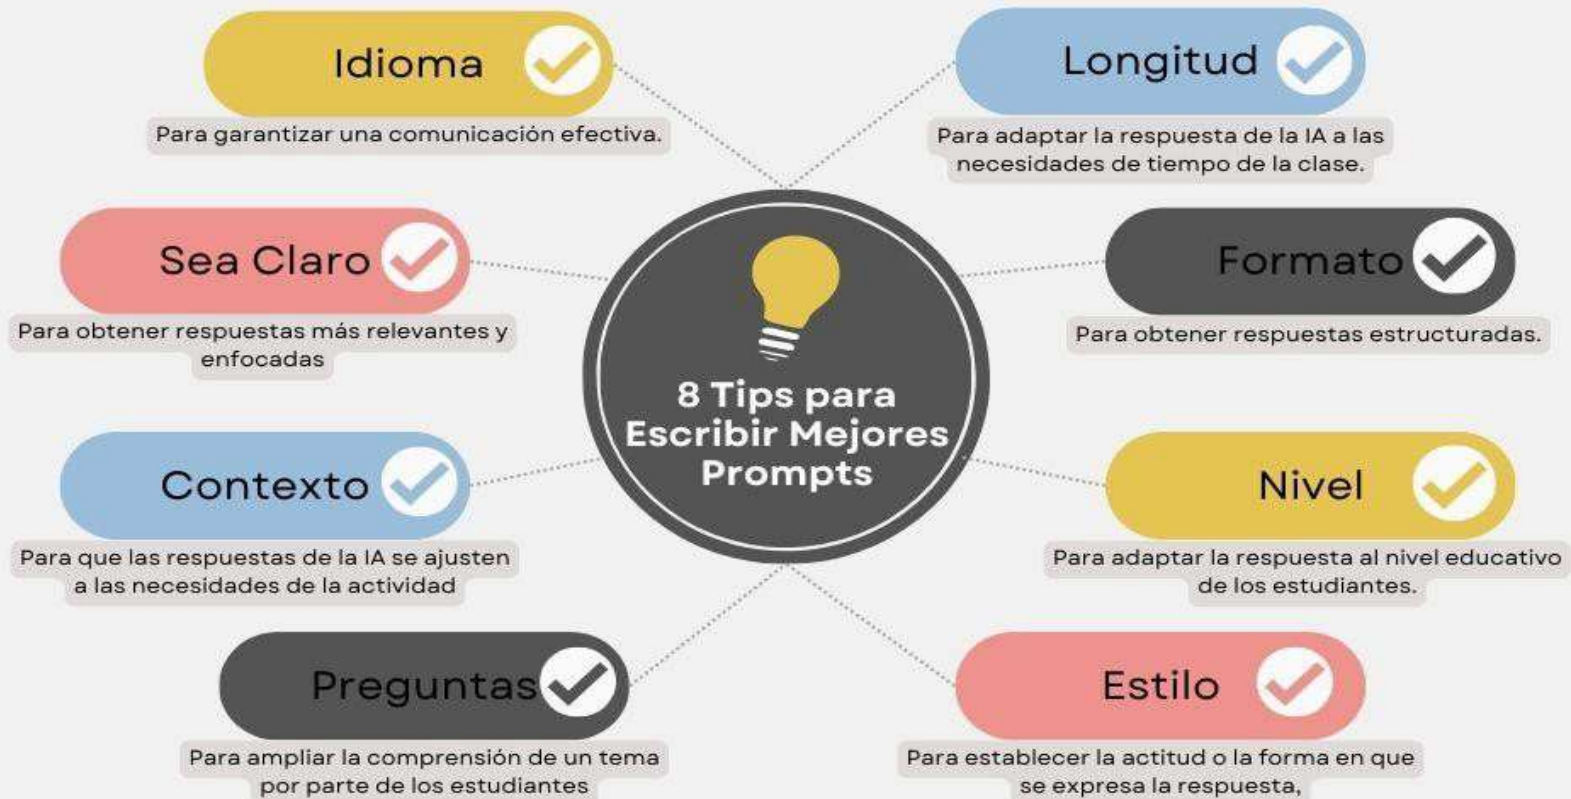 Idioma
Para garantizar una comunicación efectiva.
Sea Claro
Para obtener respuestas más relevantes y
enfocadas
Contexto
Para que las respuestas de la IA se ajusten
a las necesidades de la actividad
Preguntas
Para ampliar la comprensión de un tema
por parte de los estudiantes
8 Tips para
Escribir Mejores
Prompts
Longitud
Para adaptar la respuesta de la IA a las
necesidades de tiempo de la clase.
Formato
Para obtener respuestas estructuradas.
Nivel
Para adaptar la respuesta al nivel educativo
de los estudiantes.
Estilo
Para establecer la actitud o la forma en que
se expresa la respuesta,